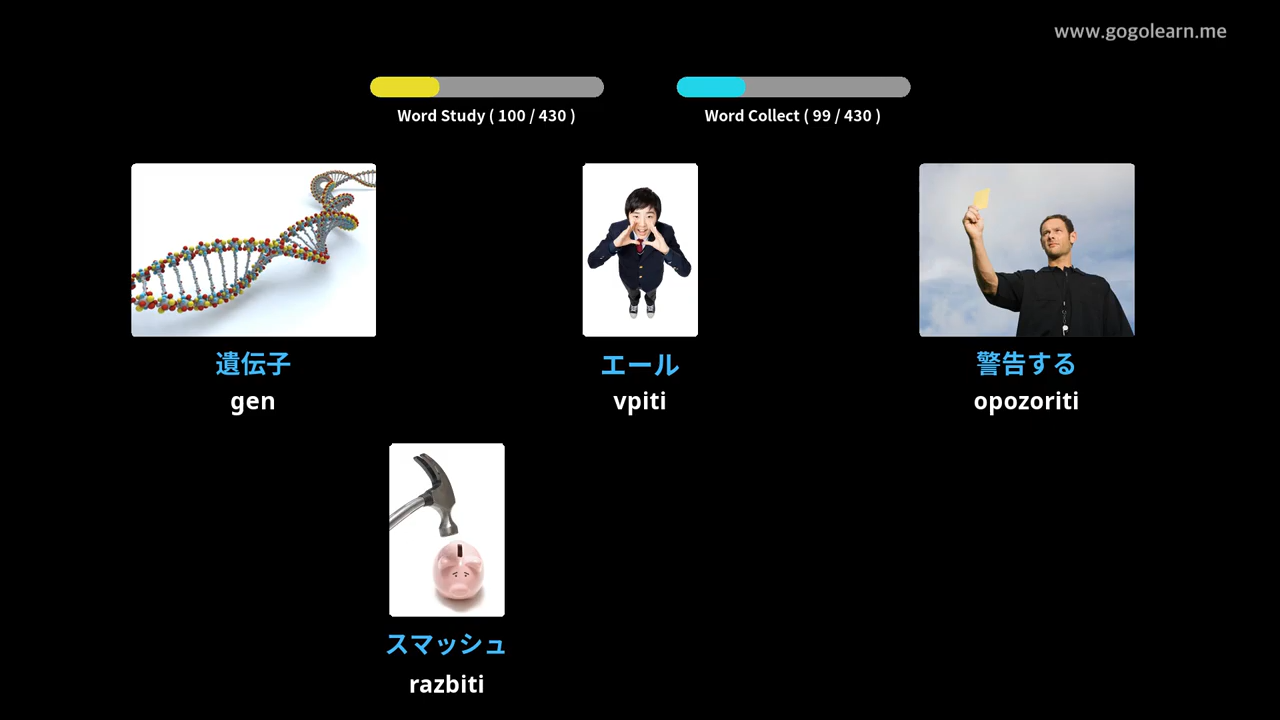 www.gogolearn.me
Word Study ( 100 / 430 )
Word Collect ( 99 / 430 )
遺伝子
gen
エール
vpiti
警告する
opozoriti
スマッシュ
razbiti